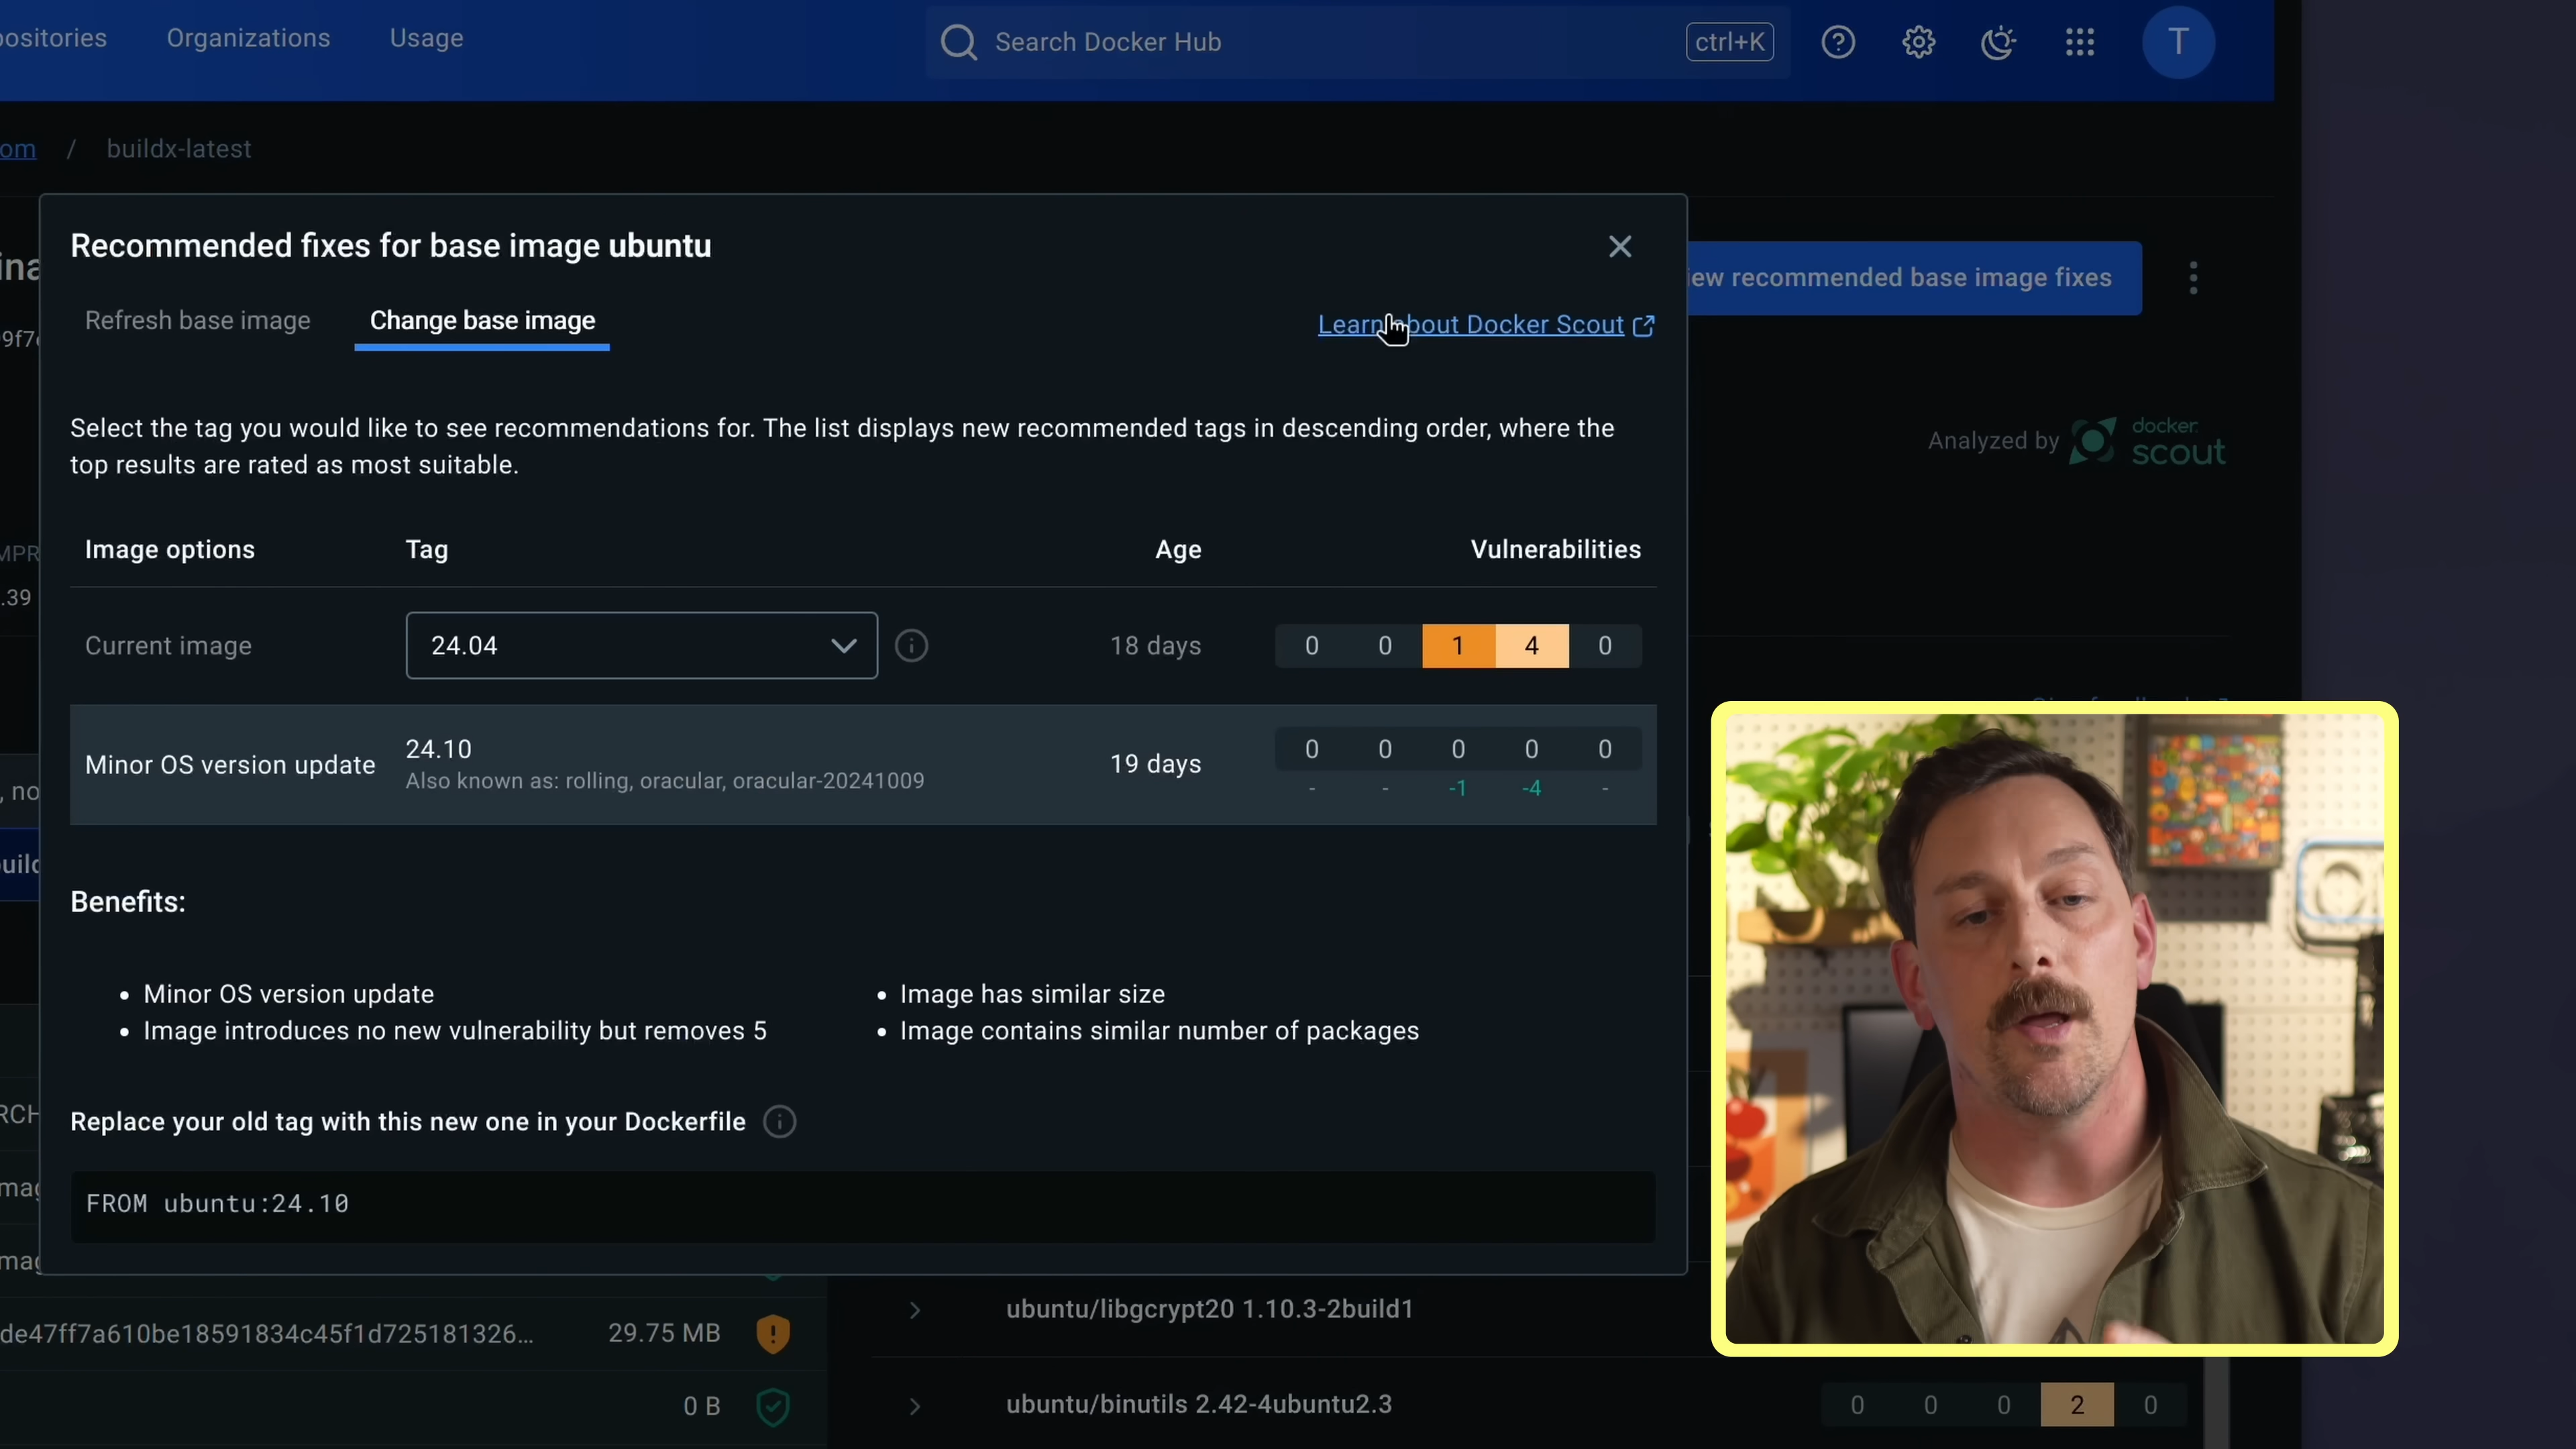 Organizations
Usage
Search Docker Hub
ctrl+K
T
/ buildx-latest
Recommended fixes for base image ubuntu
recommended base image fixes
Refresh base image
Change base image
Learn about Docker Scout
Select the tag you would like to see recommendations for. The list displays new recommended tags in descending order, where the
top results are rated as most suitable.
Analyzed by docker scout
Image options Tag Age Vulnerabilities
.39
Current image 24.04 18 days 0 0 1 4 0
Minor OS version update 24.10 19 days 0 0 0 0 0
Also known as: rolling, oracular, oracular-20241009 - - -1 -4 -
Benefits:
Minor OS version update
Image introduces no new vulnerability but removes 5
Image has similar size
Image contains similar number of packages
Replace your old tag with this new one in your Dockerfile
FROM ubuntu:24.10
ubuntu/libgcrypt20 1.10.3-2build1
de47ff7a610be18591834c45f1d725181326... 29.75 MB
0 B
ubuntu/binutils 2.42-4ubuntu2.3 0 0 0 2 0